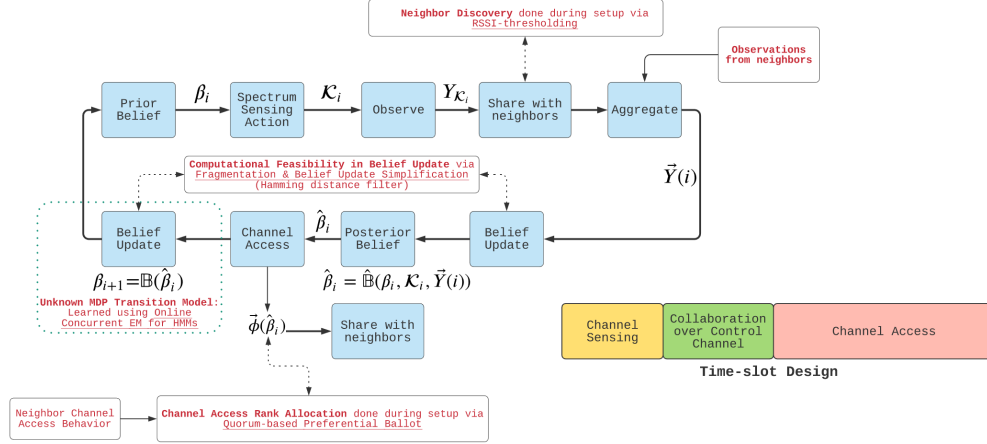 Neighbor Discovery done during setup via
RSSI-thresholding
Observations
from neighbors
Prior
Belief
β_i
Spectrum
Sensing
Action
𝒦_i
Observe
Y_{𝒦_i}
Share with
neighbors
Aggregate
Computational Feasibility in Belief Update via
Fragmentation & Belief Update Simplification
(Hamming distance filter)
Y⃗(i)
Belief
Update
Channel
Access
β̂_i
Posterior
Belief
Belief
Update
β_{i+1}=𝔹(β̂_i)
β̂_i = 𝔹̂(β_i, 𝒦_i, Y⃗(i))
Unknown MDP Transition Model:
Learned using Online
Concurrent EM for HMMs
ϕ⃗(β̂_i)
Share with
neighbors
Channel
Sensing
Collaboration
over Control
Channel
Channel Access
Time-slot Design
Neighbor Channel
Access Behavior
Channel Access Rank Allocation done during setup via
Quorum-based Preferential Ballot